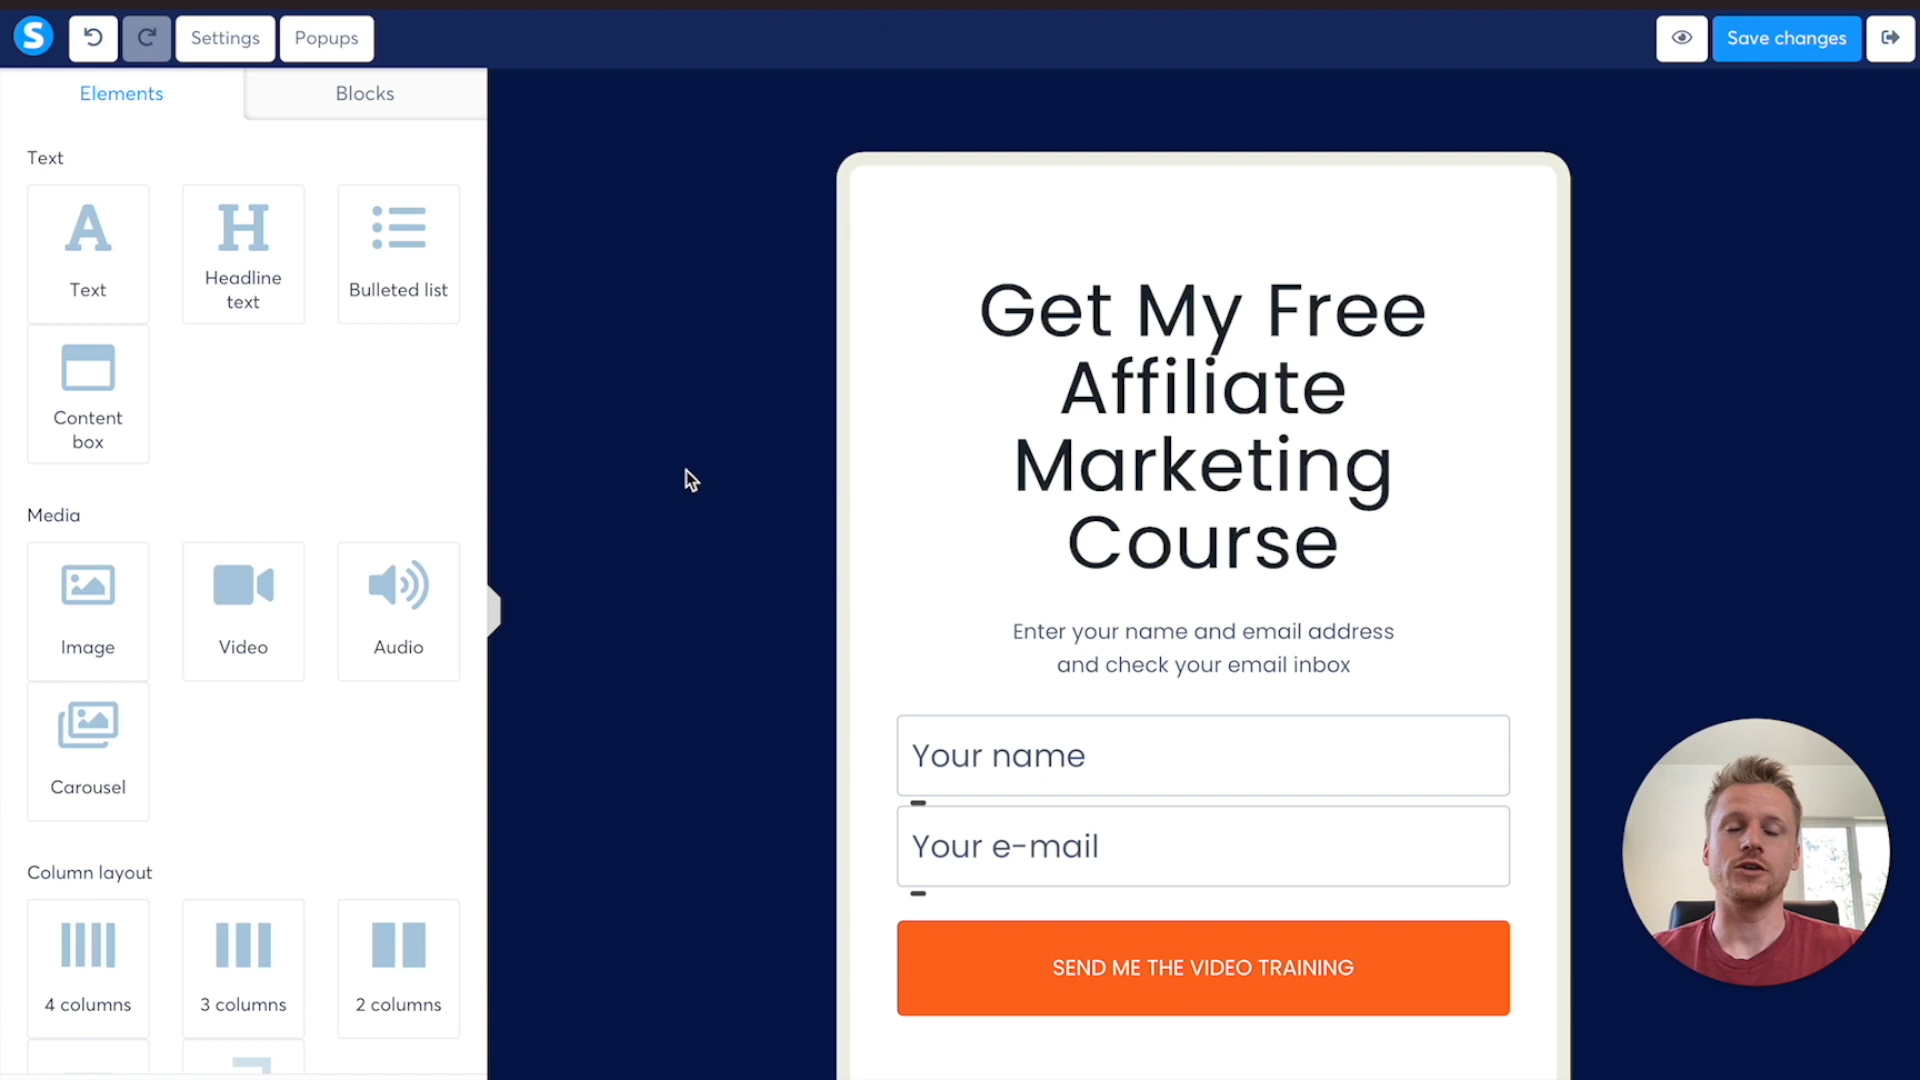 S
Settings
Popups
Save changes
Elements
Blocks
Text
A
Text
H
Headline
text
Bulleted list
Content
box
Media
Image
Video
Audio
Carousel
Column layout
4 columns
3 columns
2 columns
Get My Free
Affiliate
Marketing
Course
Enter your name and email address
and check your email inbox
Your name
Your e-mail
SEND ME THE VIDEO TRAINING